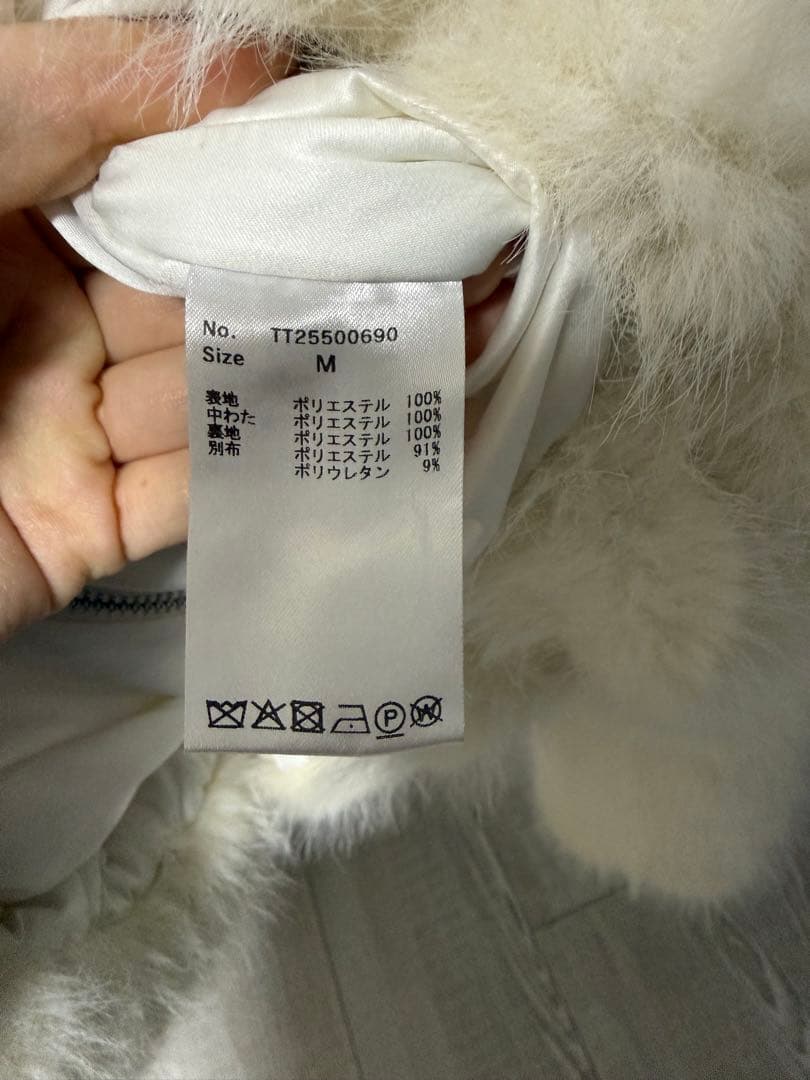 No. TT25500690
Size M
表地 ポリエステル 100%
中わた ポリエステル 100%
裏地 ポリエステル 100%
別布 ポリエステル 91%
ポリウレタン 9%
P W